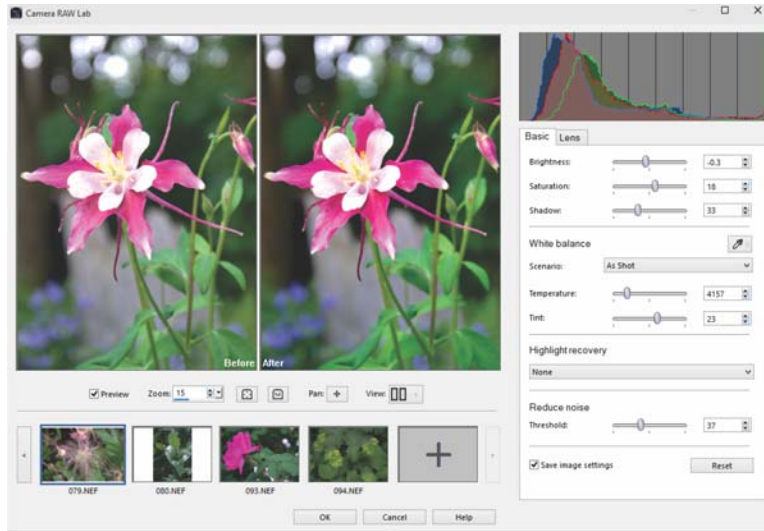 Camera RAW Lab
Before After
Preview Zoom: 15 Pan: View:
079.NEF 080.NEF 093.NEF 094.NEF
OK Cancel Help
Basic Lens
Brightness: -0.3
Saturation: 18
Shadow: 33
White balance
Scenario: As Shot
Temperature: 4157
Tint: 23
Highlight recovery
None
Reduce noise
Threshold: 37
Save image settings Reset